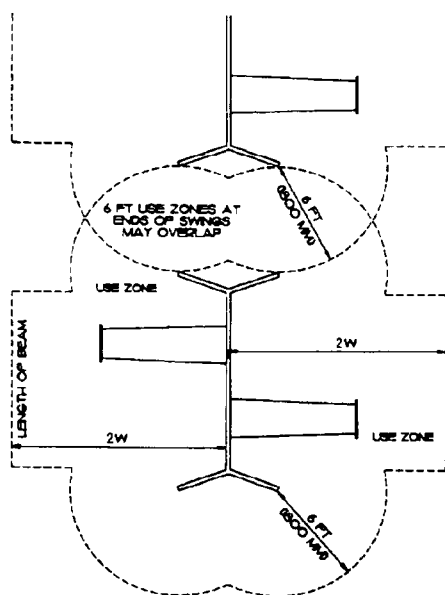 6 FT USE ZONES AT
ENDS OF SWINGS
MAY OVERLAP
6 FT
(1800 MM)
USE ZONE
LENGTH OF BEAM
2W
2W
USE ZONE
6 FT
(1800 MM)